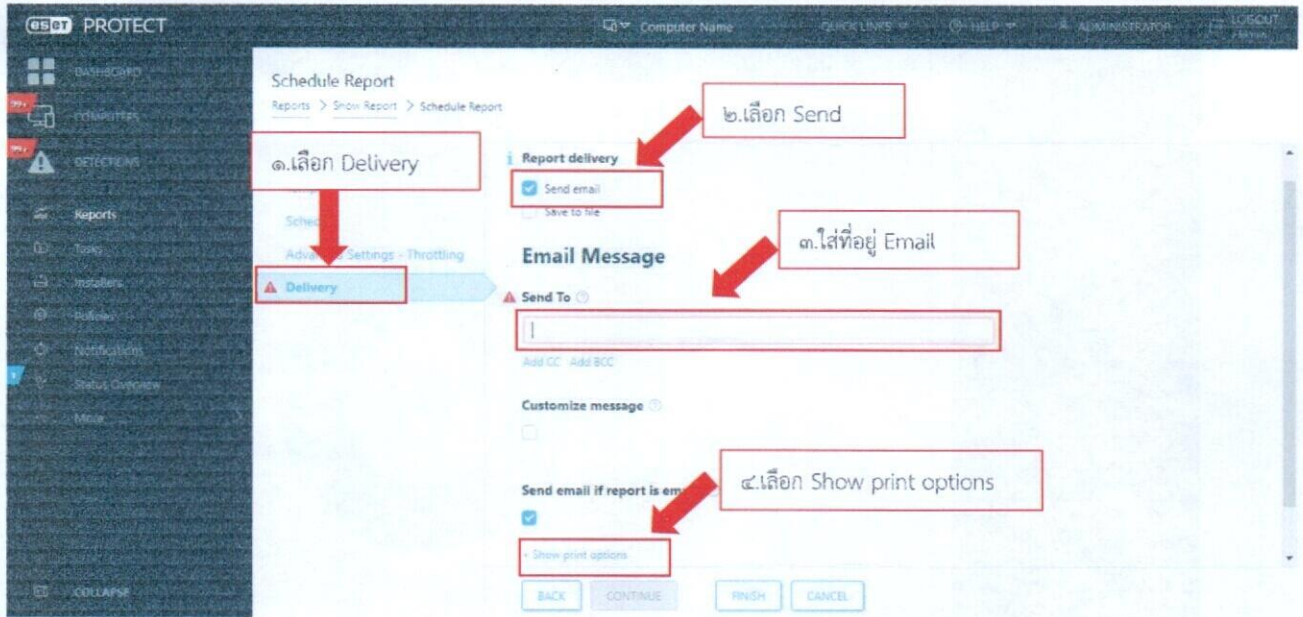 eset PROTECT
Computer Name QUICK LINKS HELP ADMINISTRATOR LOGOUT
DASHBOARD
Schedule Report
99+
COMPUTERS
Reports > Show Report > Schedule Report
๒.เลือก Send
99+
DETECTIONS
๑.เลือก Delivery
Report delivery
Send email
Save to file
Reports
Tasks
Advanced Settings - Throttling
Email Message
๓.ใส่ที่อยู่ Email
Installers
Delivery
Send To
Policies
Notifications
Add CC Add BCC
Status Overview
More
Customize message
๔.เลือก Show print options
Send email if report is
Show print options
COLLAPSE
BACK CONTINUE FINISH CANCEL